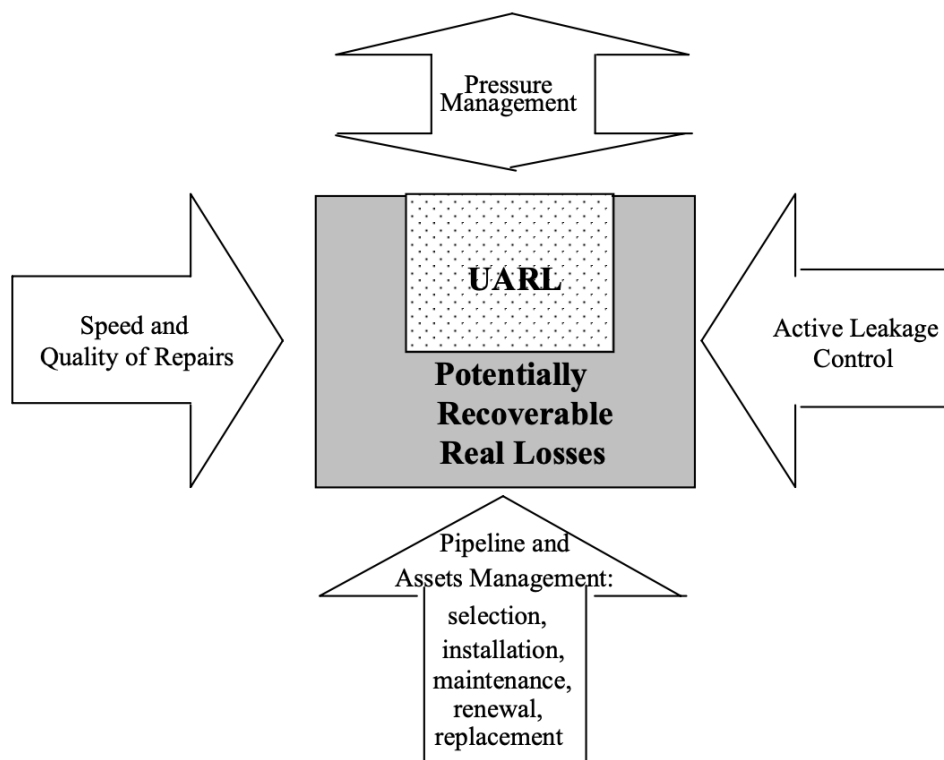 Pressure
Management
UARL
Speed and
Quality of Repairs
Active Leakage
Control
Potentially
Recoverable
Real Losses
Pipeline and
Assets Management:
selection,
installation,
maintenance,
renewal,
replacement